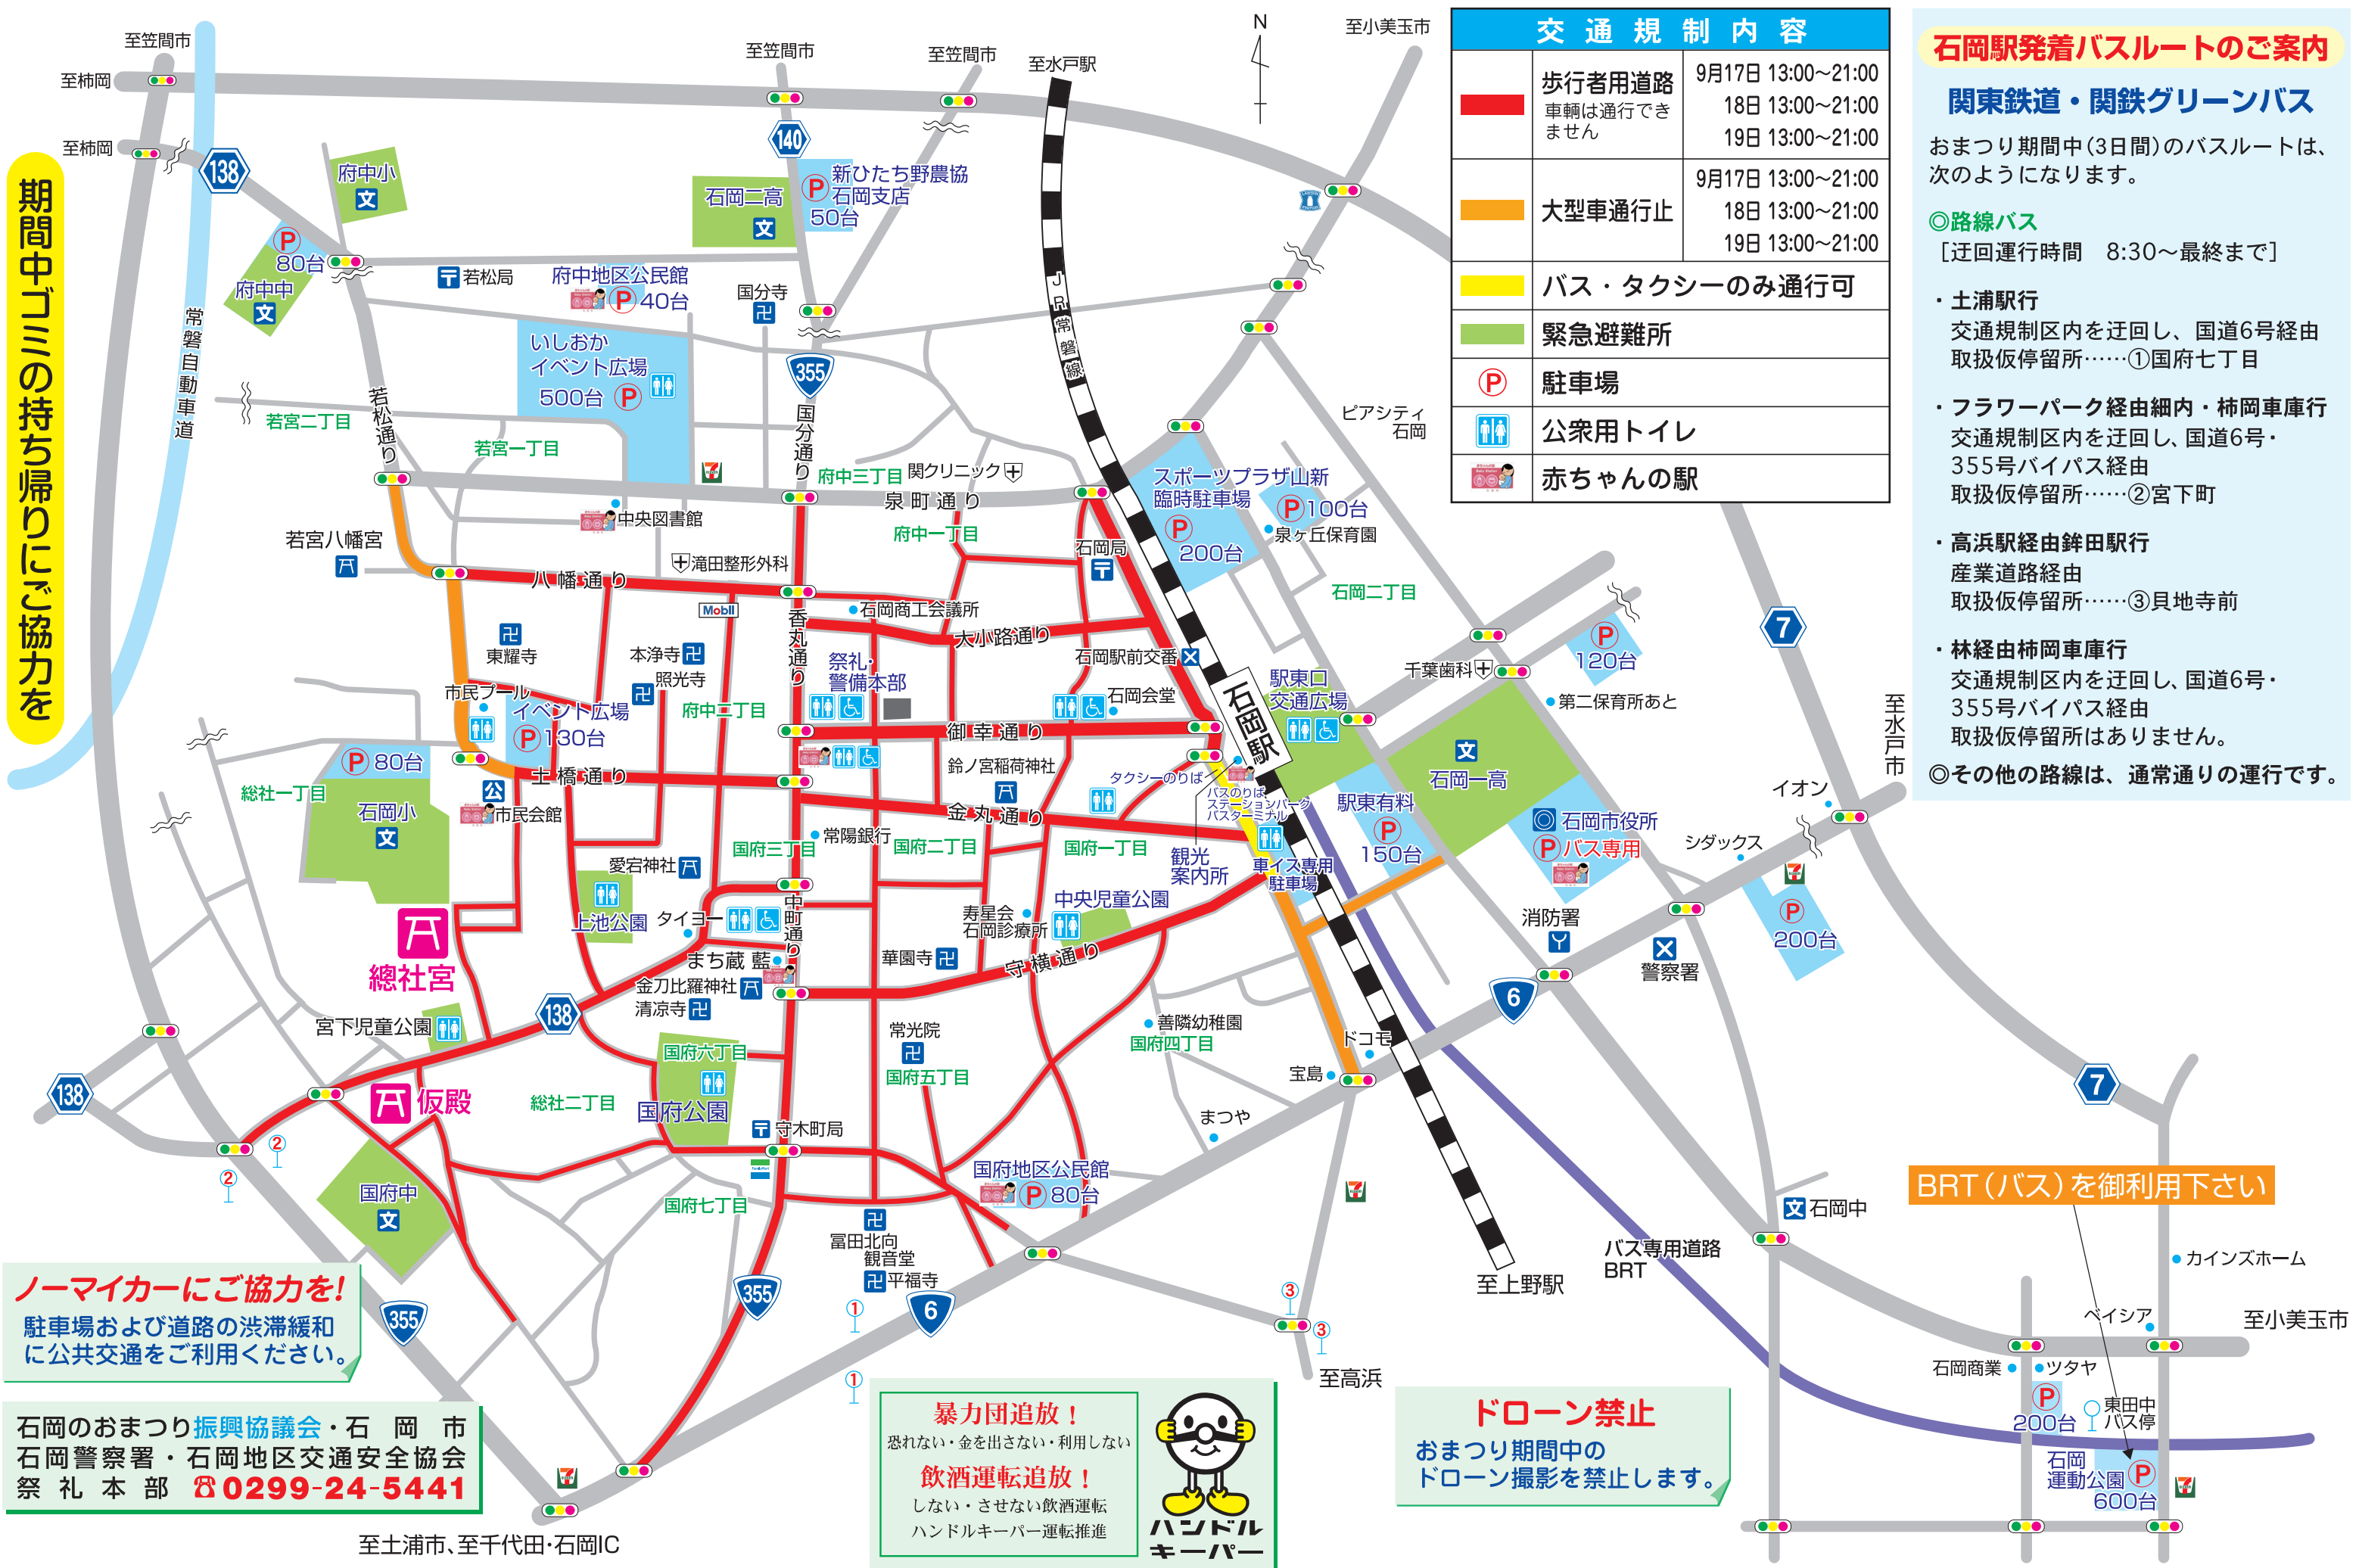 至笠間市
至柿岡
至柿岡
至笠間市
至笠間市
至水戸駅
N
至小美玉市
138
140
府中小
文
石岡二高
文
P
新ひたち野農協
石岡支店
50台
P
80台
府中中
文
若松局
府中地区公民館
P 40台
国分寺
いしおか
イベント広場
500台 P
355
常磐自動車道
JR常磐線
若宮二丁目
若松通り
若宮一丁目
国分通り
府中三丁目
関クリニック
泉町通り
中央図書館
府中一丁目
若宮八幡宮
八幡通り
滝田整形外科
Mobil
石岡局
スポーツプラザ山新
臨時駐車場
P
200台
P 100台
泉ヶ丘保育園
ピアシティ
石岡
石岡二丁目
香丸通り
石岡商工会議所
大小路通り
石岡駅前交番
東耀寺
本浄寺
照光寺
市民プール
イベント広場
P 130台
府中二丁目
祭礼・
警備本部
石岡会堂
御幸通り
石岡駅
駅東口
交通広場
千葉歯科
P
120台
第二保育所あと
7
至水戸市
P 80台
総社一丁目
石岡小
文
土橋通り
公
市民会館
鈴ノ宮稲荷神社
タクシーのりば
バスのりば
ステーションパーク
バスターミナル
金丸通り
常陽銀行
国府三丁目
国府二丁目
国府一丁目
観光
案内所
車イス専用
駐車場
駅東有料
P
150台
文
石岡一高
石岡市役所
P バス専用
イオン
シダックス
P
200台
愛宕神社
上池公園
タイヨー
中町通り
寿星会
石岡診療所
中央児童公園
華園寺
守横通り
消防署
警察署
6
總社宮
まち蔵 藍
金刀比羅神社
清凉寺
138
宮下児童公園
常光院
国府六丁目
国府五丁目
善隣幼稚園
国府四丁目
ドコモ
宝島
まつや
138
仮殿
総社二丁目
国府公園
守木町局
②
②
国府中
文
国府七丁目
国府地区公民館
P 80台
冨田北向
観音堂
平福寺
355
355
6
①
①
③
③
至高浜
至上野駅
バス専用道路
BRT
7
文 石岡中
BRT（バス）を御利用下さい
カインズホーム
ベイシア
至小美玉市
石岡商業
ツタヤ
P
200台
東田中
バス停
石岡
運動公園 P
600台
至土浦市、至千代田・石岡IC
期間中ゴミの持ち帰りにご協力を
交通規制内容
歩行者用道路
車輌は通行でき
ません
9月17日 13:00～21:00
18日 13:00～21:00
19日 13:00～21:00
大型車通行止
9月17日 13:00～21:00
18日 13:00～21:00
19日 13:00～21:00
バス・タクシーのみ通行可
緊急避難所
P 駐車場
公衆用トイレ
赤ちゃんの駅
石岡駅発着バスルートのご案内
関東鉄道・関鉄グリーンバス
おまつり期間中（3日間）のバスルートは、
次のようになります。
◎路線バス
［迂回運行時間　8:30～最終まで］
・土浦駅行
交通規制区内を迂回し、国道6号経由
取扱仮停留所……①国府七丁目
・フラワーパーク経由細内・柿岡車庫行
交通規制区内を迂回し、国道6号・
355号バイパス経由
取扱仮停留所……②宮下町
・高浜駅経由鉾田駅行
産業道路経由
取扱仮停留所……③貝地寺前
・林経由柿岡車庫行
交通規制区内を迂回し、国道6号・
355号バイパス経由
取扱仮停留所はありません。
◎その他の路線は、通常通りの運行です。
ノーマイカーにご協力を!
駐車場および道路の渋滞緩和
に公共交通をご利用ください。
石岡のおまつり振興協議会・石岡市
石岡警察署・石岡地区交通安全協会
祭礼本部 ☎0299-24-5441
暴力団追放！
恐れない・金を出さない・利用しない
飲酒運転追放！
しない・させない飲酒運転
ハンドルキーパー運転推進
ハンドル
キーパー
ドローン禁止
おまつり期間中の
ドローン撮影を禁止します。